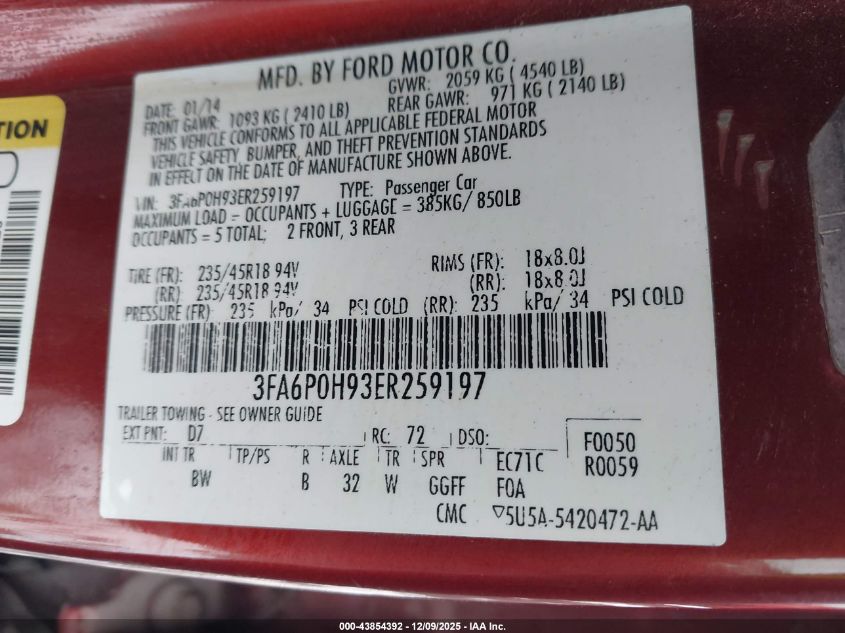 MFD. BY FORD MOTOR CO.
DATE: 01/14
GVWR: 2059 KG ( 4540 LB)
FRONT GAWR: 1093 KG ( 2410 LB)
REAR GAWR: 971 KG ( 2140 LB)
THIS VEHICLE CONFORMS TO ALL APPLICABLE FEDERAL MOTOR
VEHICLE SAFETY, BUMPER, AND THEFT PREVENTION STANDARDS
IN EFFECT ON THE DATE OF MANUFACTURE SHOWN ABOVE.
VIN: 3FA6P0H93ER259197 TYPE: Passenger Car
MAXIMUM LOAD = OCCUPANTS + LUGGAGE = 385KG/ 850LB
OCCUPANTS = 5 TOTAL: 2 FRONT, 3 REAR
TIRE (FR): 235/45R18 94V RIMS (FR): 18x8.0J
(RR): 235/45R18 94V (RR): 18x8.0J
PRESSURE (FR): 235 kPa/ 34 PSI COLD (RR): 235 kPa/ 34 PSI COLD
3FA6P0H93ER259197
TRAILER TOWING - SEE OWNER GUIDE
EXT PNT: D7 RC: 72 DSO: F0050
R0059
INT TR TP/PS R AXLE TR SPR EC71C
BW B 32 W GGFF FOA
CMC ▽5U5A-5420472-AA
000-43854392 — 12/09/2025 - IAA Inc.